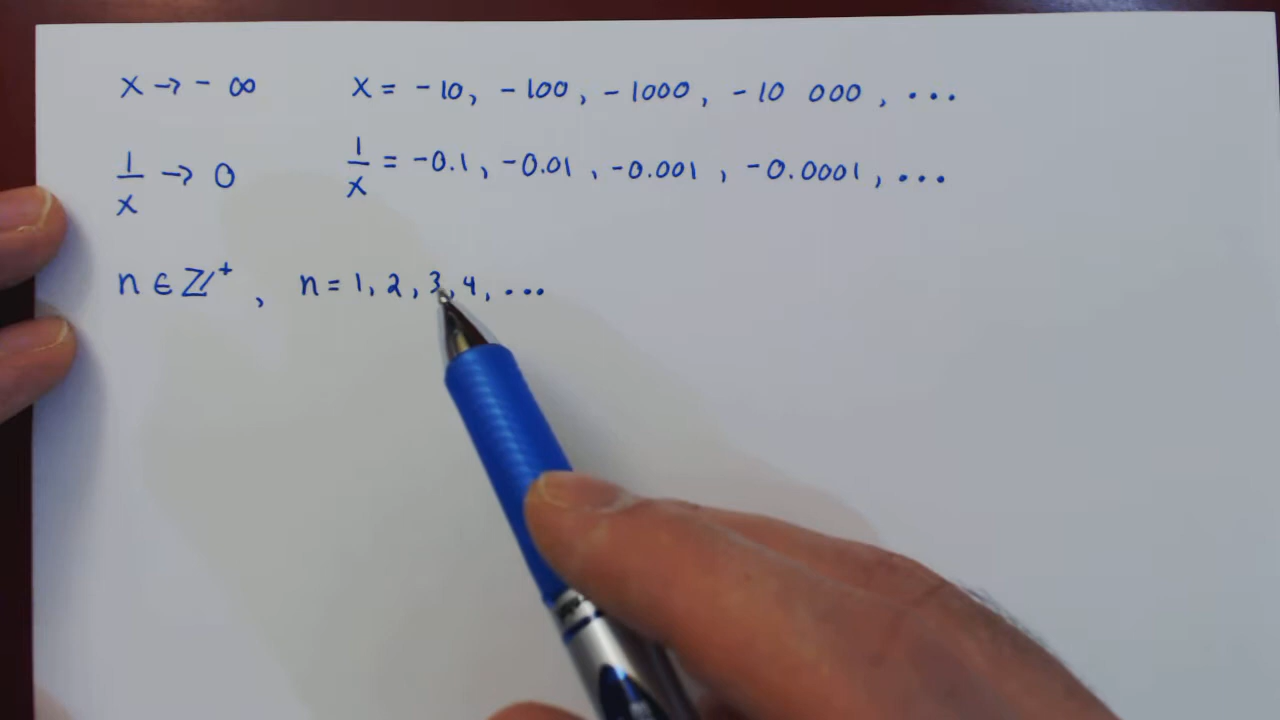 x → - ∞ x = -10, -100, -1000, -10 000, ...
1/x → 0 1/x = -0.1, -0.01, -0.001, -0.0001, ...
n ∈ ℤ⁺, n = 1, 2, 3, 4, ...